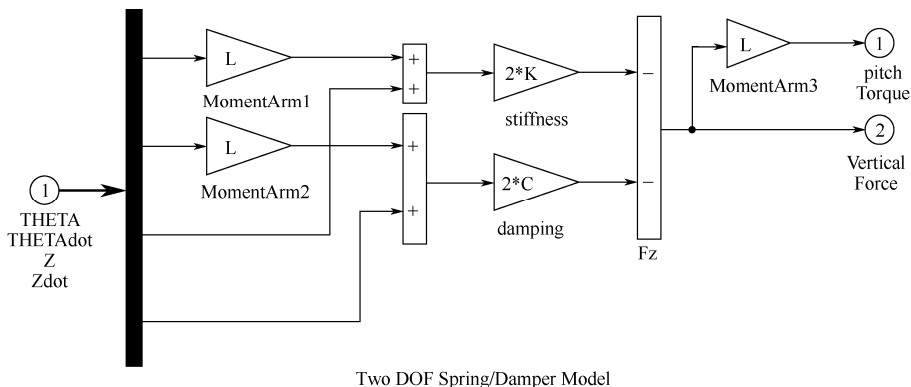 1
THETA
THETAdot
Z
Zdot
L
MomentArm1
L
MomentArm2
+
+
+
+
2*K
stiffness
2*C
damping
−
−
Fz
L
MomentArm3
1
pitch
Torque
2
Vertical
Force
Two DOF Spring/Damper Model